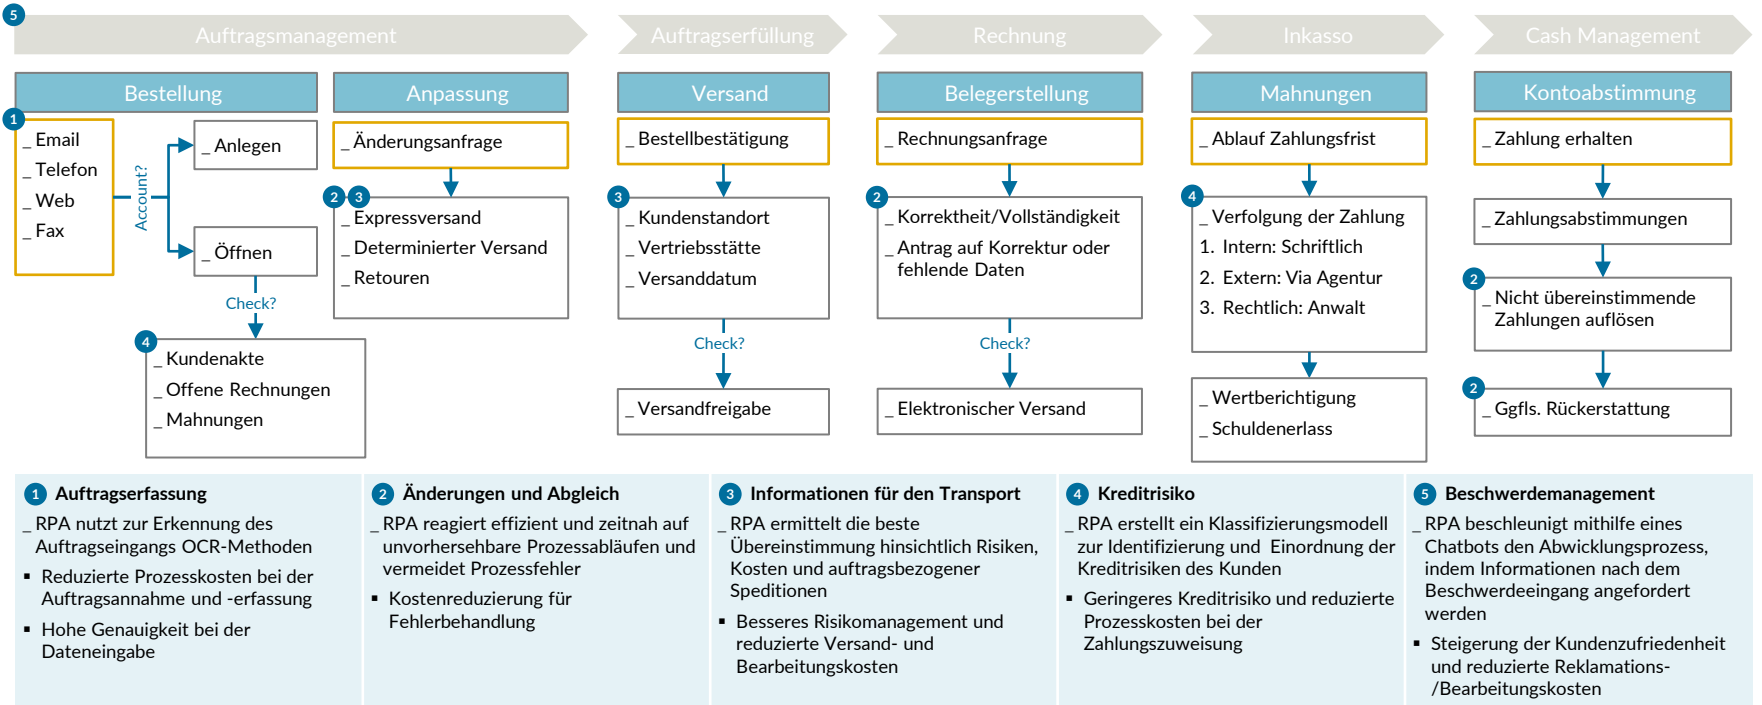 5
Auftragsmanagement
Auftragserfüllung
Rechnung
Inkasso
Cash Management
Bestellung
Anpassung
Versand
Belegerstellung
Mahnungen
Kontoabstimmung
1
_ Email
_ Telefon
_ Web
_ Fax
Account?
_ Anlegen
_ Öffnen
Check?
4
_ Kundenakte
_ Offene Rechnungen
_ Mahnungen
_ Änderungsanfrage
2 3
_ Expressversand
_ Determinierter Versand
_ Retouren
_ Bestellbestätigung
3
_ Kundenstandort
_ Vertriebsstätte
_ Versanddatum
Check?
_ Versandfreigabe
_ Rechnungsanfrage
2
_ Korrektheit/Vollständigkeit
_ Antrag auf Korrektur oder
fehlende Daten
Check?
_ Elektronischer Versand
_ Ablauf Zahlungsfrist
4
_ Verfolgung der Zahlung
1. Intern: Schriftlich
2. Extern: Via Agentur
3. Rechtlich: Anwalt
_ Wertberichtigung
_ Schuldenerlass
_ Zahlung erhalten
_ Zahlungsabstimmungen
2
_ Nicht übereinstimmende
Zahlungen auflösen
2
_ Ggfls. Rückerstattung
1 Auftragserfassung
_ RPA nutzt zur Erkennung des
Auftragseingangs OCR-Methoden
▪ Reduzierte Prozesskosten bei der
Auftragsannahme und -erfassung
▪ Hohe Genauigkeit bei der
Dateneingabe
2 Änderungen und Abgleich
_ RPA reagiert effizient und zeitnah auf
unvorhersehbare Prozessabläufen und
vermeidet Prozessfehler
▪ Kostenreduzierung für
Fehlerbehandlung
3 Informationen für den Transport
_ RPA ermittelt die beste
Übereinstimmung hinsichtlich Risiken,
Kosten und auftragsbezogener
Speditionen
▪ Besseres Risikomanagement und
reduzierte Versand- und
Bearbeitungskosten
4 Kreditrisiko
_ RPA erstellt ein Klassifizierungsmodell
zur Identifizierung und Einordnung der
Kreditrisiken des Kunden
▪ Geringeres Kreditrisiko und reduzierte
Prozesskosten bei der
Zahlungszuweisung
5 Beschwerdemanagement
_ RPA beschleunigt mithilfe eines
Chatbots den Abwicklungsprozess,
indem Informationen nach dem
Beschwerdeeingang angefordert
werden
▪ Steigerung der Kundenzufriedenheit
und reduzierte Reklamations-
/Bearbeitungskosten